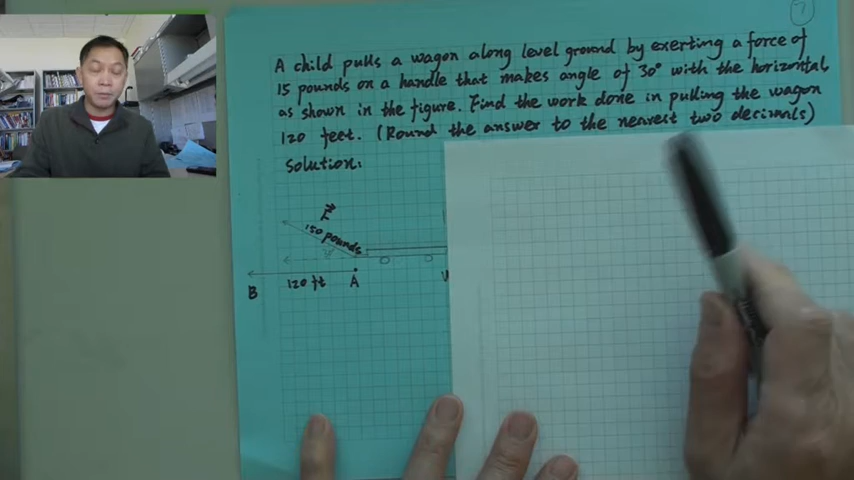 7
A child pulls a wagon along level ground by exerting a force of
15 pounds on a handle that makes angle of 30° with the horizontal
as shown in the figure. Find the work done in pulling the wagon
120 feet. (Round the answer to the nearest two decimals)
Solution:
F
150 pounds
30°
B 120 ft A